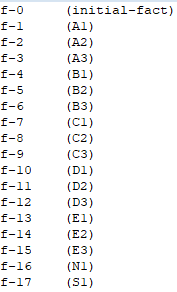 f-0 (initial-fact)
f-1 (A1)
f-2 (A2)
f-3 (A3)
f-4 (B1)
f-5 (B2)
f-6 (B3)
f-7 (C1)
f-8 (C2)
f-9 (C3)
f-10 (D1)
f-11 (D2)
f-12 (D3)
f-13 (E1)
f-14 (E2)
f-15 (E3)
f-16 (N1)
f-17 (S1)